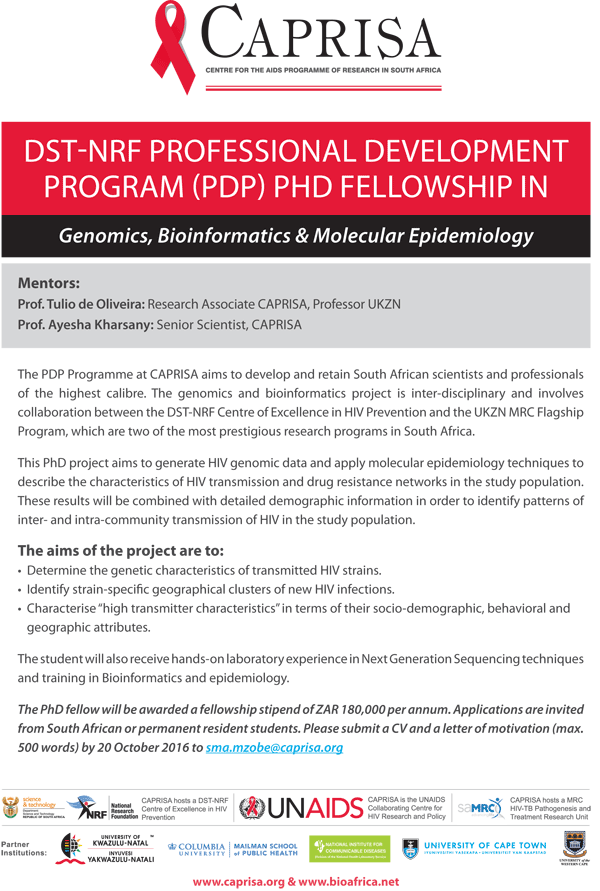 CAPRISA
CENTRE FOR THE AIDS PROGRAMME OF RESEARCH IN SOUTH AFRICA
DST-NRF PROFESSIONAL DEVELOPMENT
PROGRAM (PDP) PHD FELLOWSHIP IN
Genomics, Bioinformatics & Molecular Epidemiology
Mentors:
Prof. Tulio de Oliveira: Research Associate CAPRISA, Professor UKZN
Prof. Ayesha Kharsany: Senior Scientist, CAPRISA
The PDP Programme at CAPRISA aims to develop and retain South African scientists and professionals
of the highest calibre. The genomics and bioinformatics project is inter-disciplinary and involves
collaboration between the DST-NRF Centre of Excellence in HIV Prevention and the UKZN MRC Flagship
Program, which are two of the most prestigious research programs in South Africa.
This PhD project aims to generate HIV genomic data and apply molecular epidemiology techniques to
describe the characteristics of HIV transmission and drug resistance networks in the study population.
These results will be combined with detailed demographic information in order to identify patterns of
inter- and intra-community transmission of HIV in the study population.
The aims of the project are to:
• Determine the genetic characteristics of transmitted HIV strains.
• Identify strain-specific geographical clusters of new HIV infections.
• Characterise “high transmitter characteristics” in terms of their socio-demographic, behavioral and
geographic attributes.
The student will also receive hands-on laboratory experience in Next Generation Sequencing techniques
and training in Bioinformatics and epidemiology.
The PhD fellow will be awarded a fellowship stipend of ZAR 180,000 per annum. Applications are invited
from South African or permanent resident students. Please submit a CV and a letter of motivation (max.
500 words) by 20 October 2016 to sma.mzobe@caprisa.org
science
& technology
Department:
Science and Technology
REPUBLIC OF SOUTH AFRICA
NRF
National
Research
Foundation
CAPRISA hosts a DST-NRF
Centre of Excellence in HIV
Prevention
UNAIDS
CAPRISA is the UNAIDS
Collaborating Centre for
HIV Research and Policy
saMRC
CAPRISA hosts a MRC
HIV-TB Pathogenesis and
Treatment Research Unit
Partner
Institutions:
UNIVERSITY OF
KWAZULU-NATAL
INYUVESI
YAKWAZULU-NATALI
COLUMBIA
UNIVERSITY
MAILMAN SCHOOL
of PUBLIC HEALTH
NATIONAL INSTITUTE FOR
COMMUNICABLE DISEASES
UNIVERSITY OF CAPE TOWN
UNIVERSITY of the
WESTERN CAPE
www.caprisa.org & www.bioafrica.net